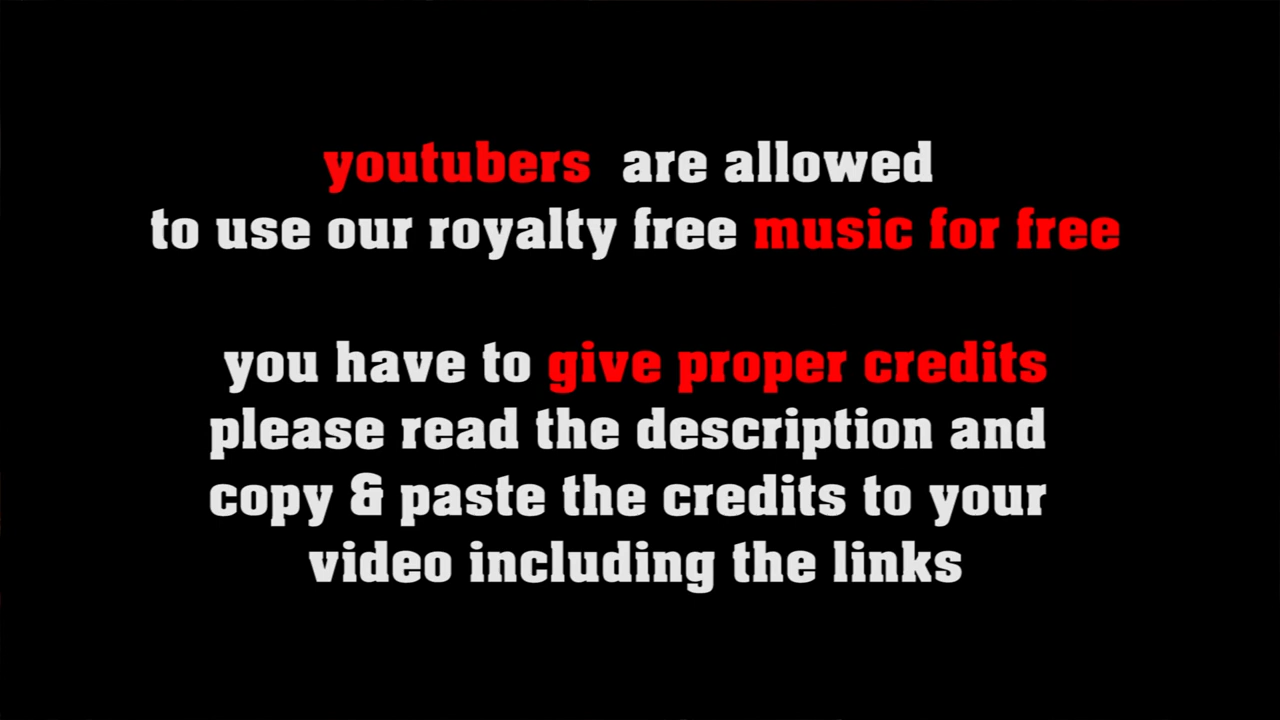 youtubers are allowed
to use our royalty free music for free
you have to give proper credits
please read the description and
copy & paste the credits to your
video including the links